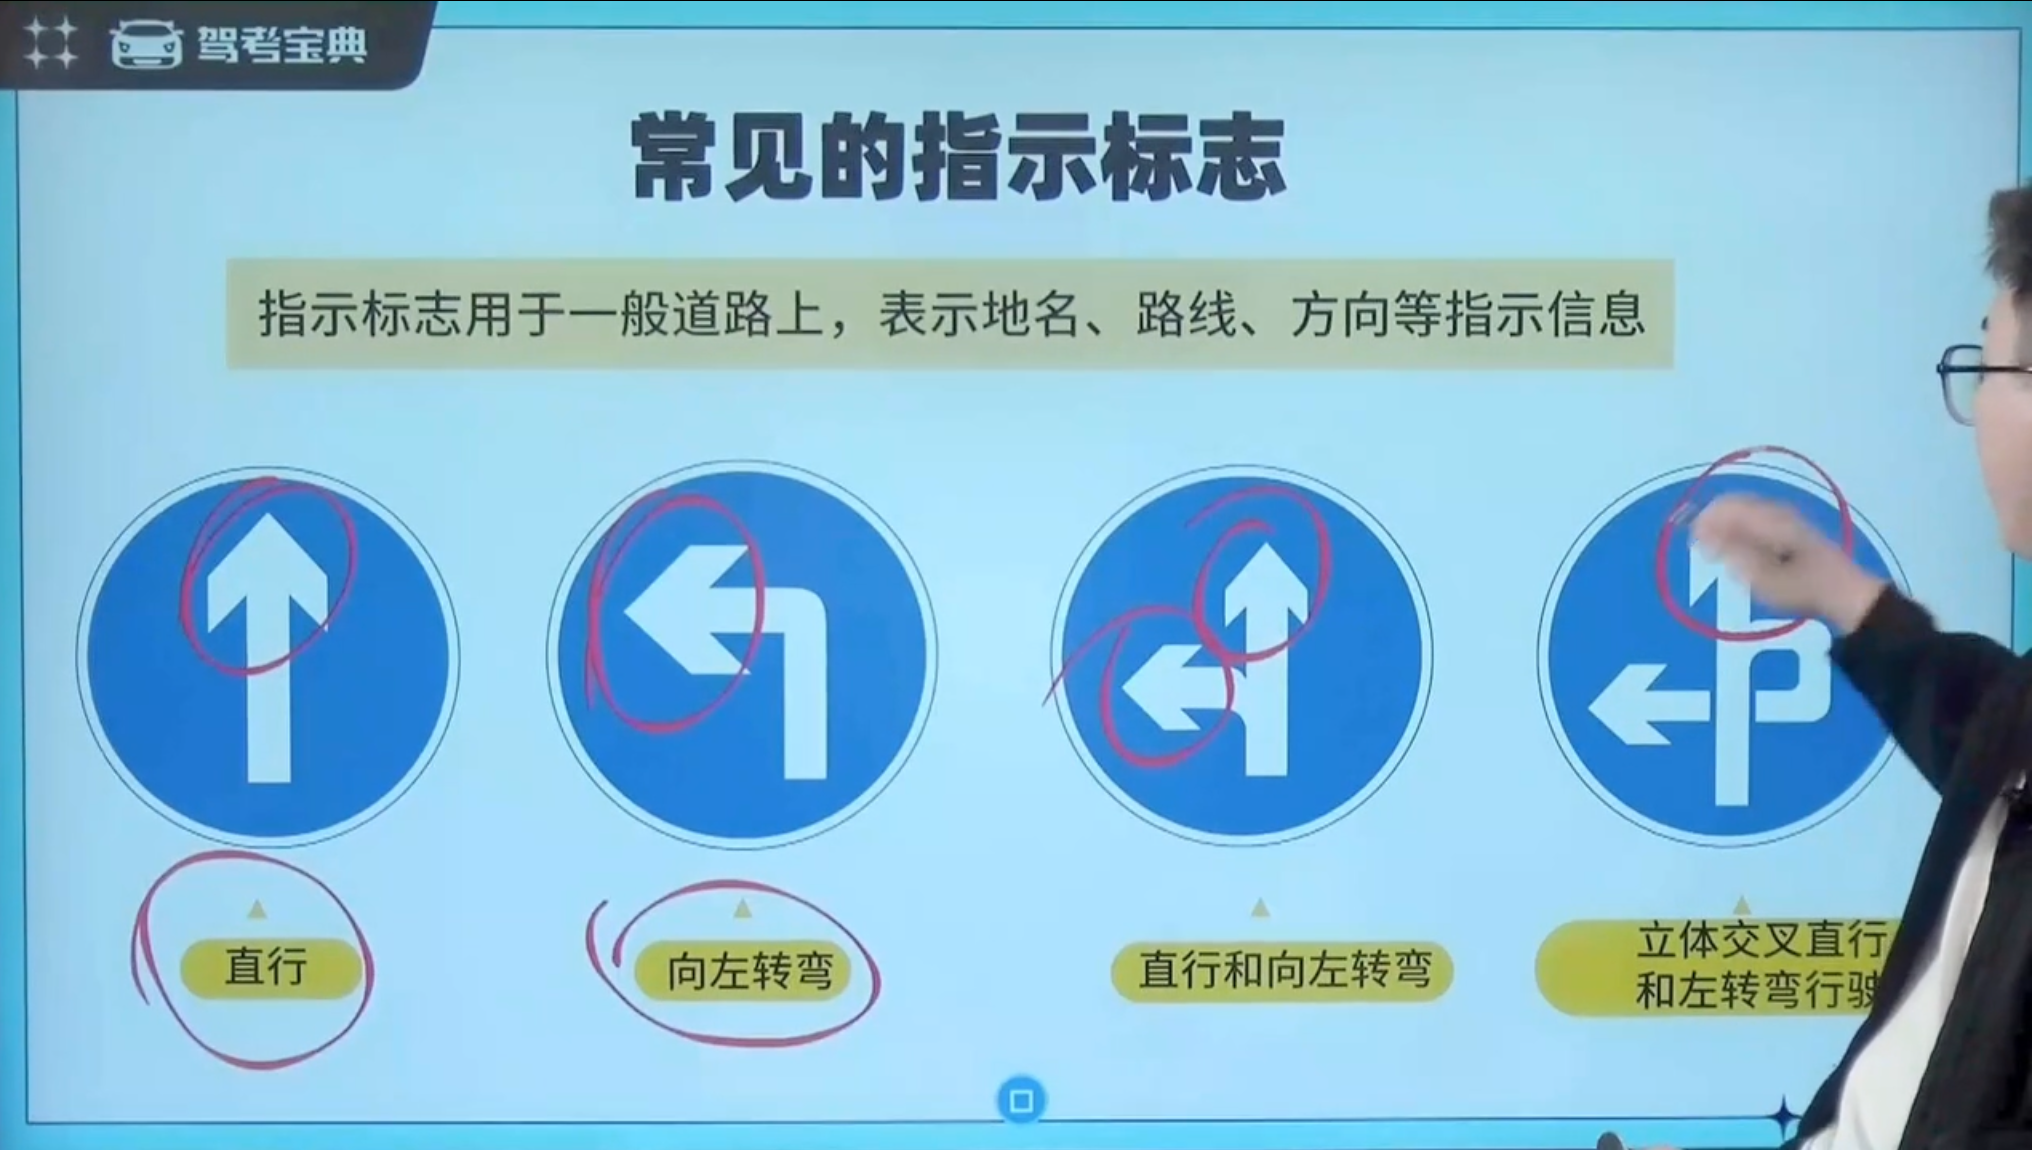 驾考宝典
常见的指示标志
指示标志用于一般道路上，表示地名、路线、方向等指示信息
直行
向左转弯
直行和向左转弯
立体交叉直行
和左转弯行驶